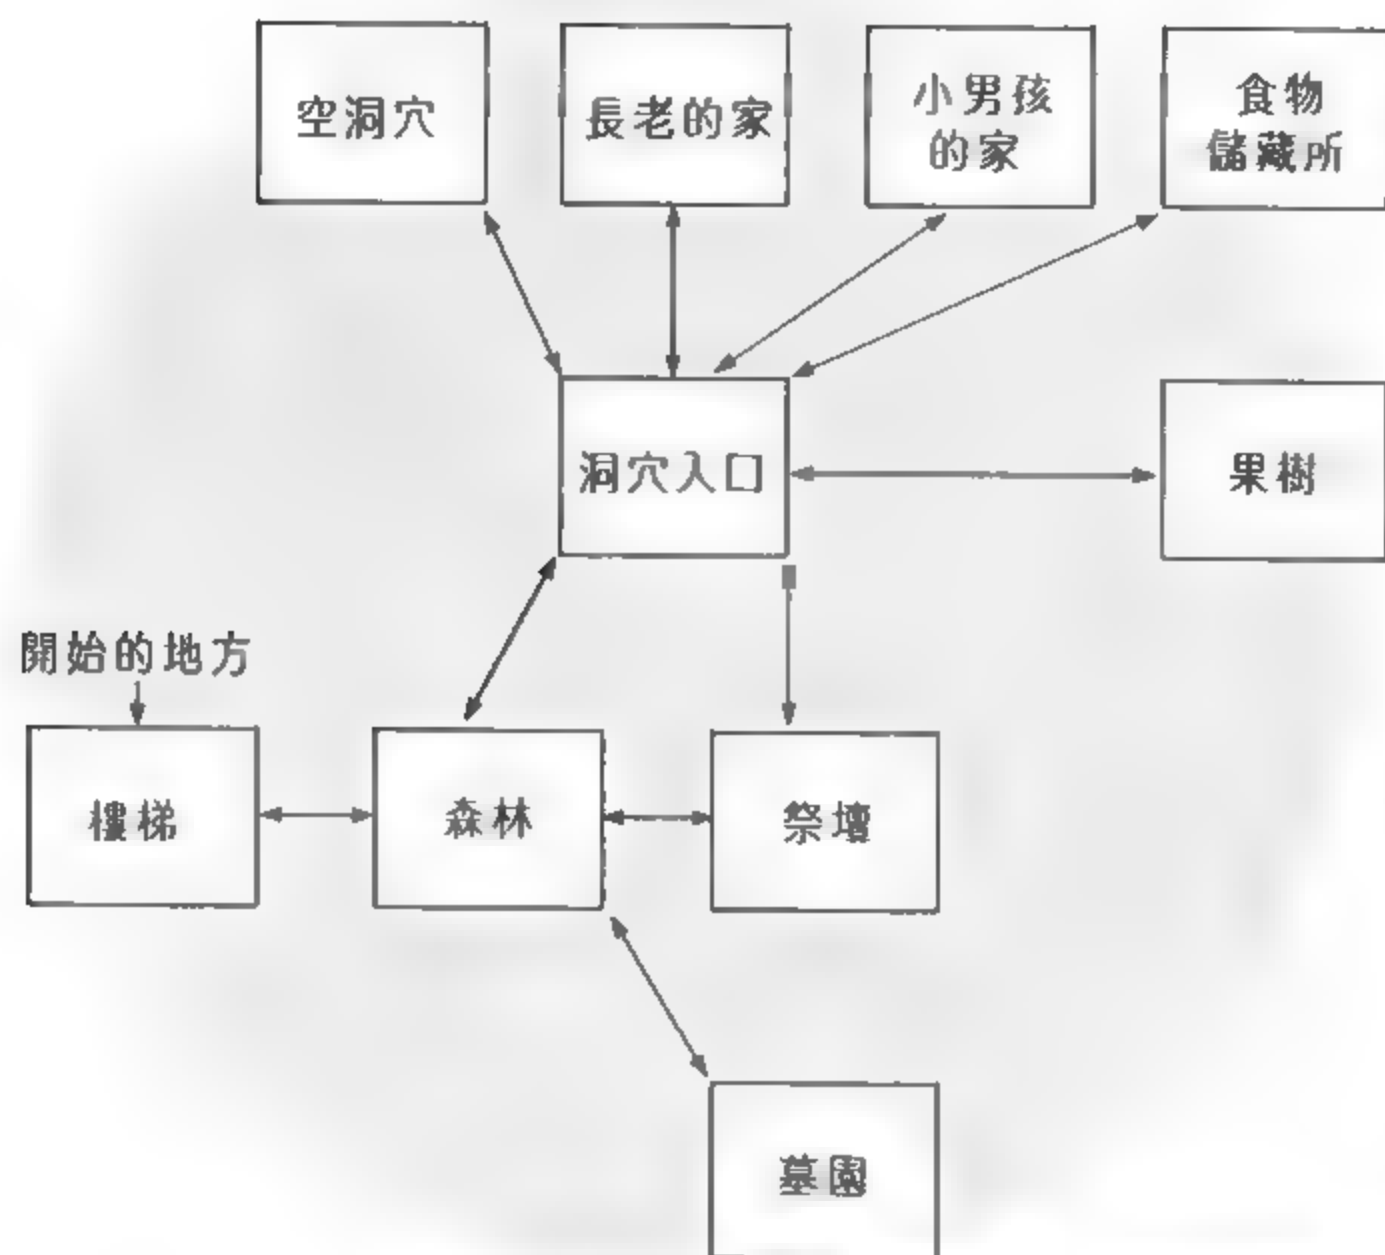 空洞穴
長老的家
小男孩
的家
食物
儲藏所
洞穴入口
果樹
開始的地方
樓梯
森林
祭壇
墓園